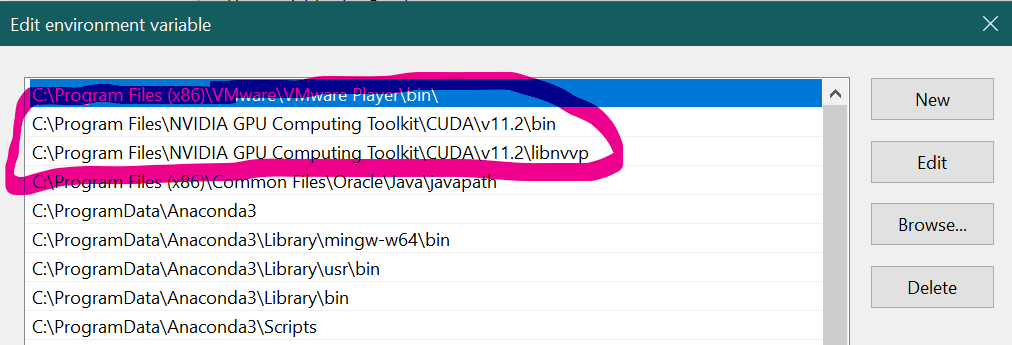 Edit environment variable
C:\Program Files (x86)\VMware\VMware Player\bin\
New
C:\Program Files\NVIDIA GPU Computing Toolkit\CUDA\v11.2\bin
C:\Program Files\NVIDIA GPU Computing Toolkit\CUDA\v11.2\libnvvp
Edit
C:\Program Files (x86)\Common Files\Oracle\Java\javapath
C:\ProgramData\Anaconda3
Browse...
C:\ProgramData\Anaconda3\Library\mingw-w64\bin
C:\ProgramData\Anaconda3\Library\usr\bin
Delete
C:\ProgramData\Anaconda3\Library\bin
C:\ProgramData\Anaconda3\Scripts